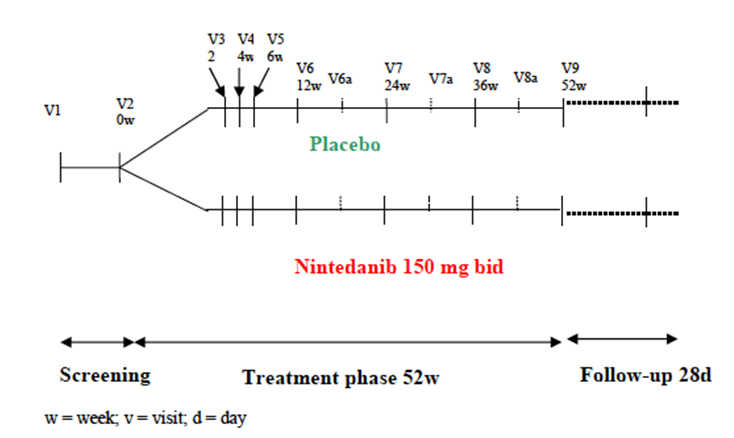 V3 V4 V5
2 4w 6w
V6 V7 V8 V9
12w V6a 24w V7a 36w V8a 52w
V1
V2
0w
Placebo
Nintedanib 150 mg bid
Screening Treatment phase 52w Follow-up 28d
w = week; v = visit; d = day